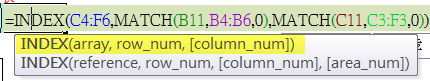 =INDEX(C4:F6,MATCH(B11,B4:B6,0),MATCH(C11,C3:F3,0))
INDEX(array, row_num, [column_num])
INDEX(reference, row_num, [column_num], [area_num])